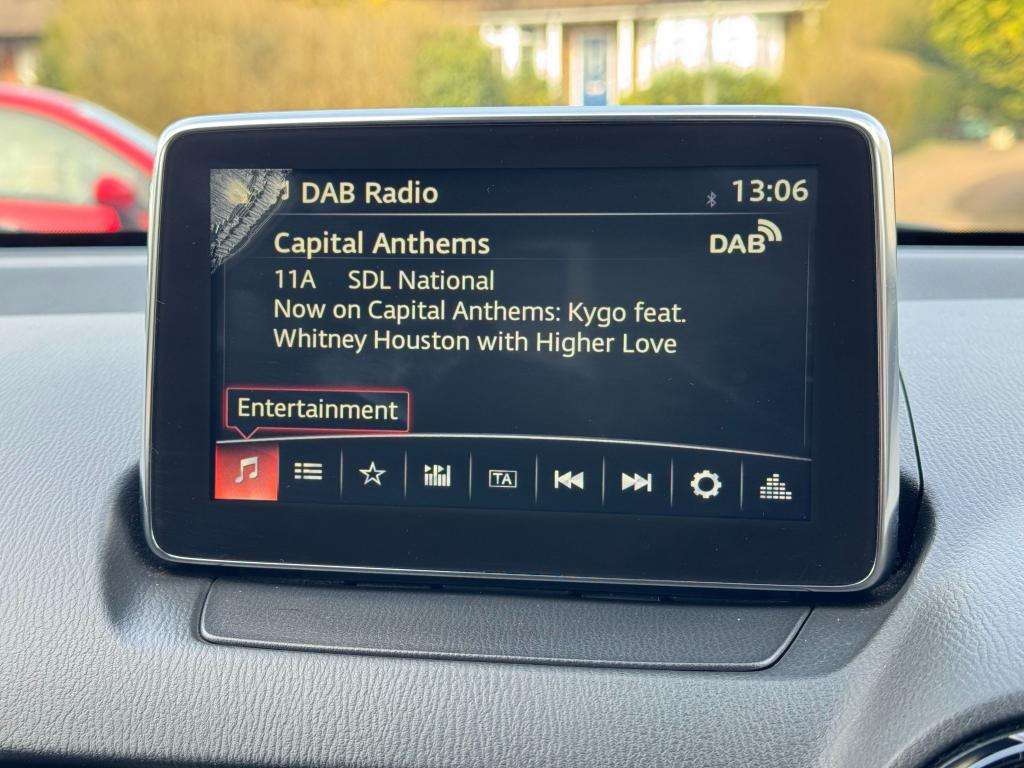 DAB Radio 13:06
Capital Anthems DAB
11A SDL National
Now on Capital Anthems: Kygo feat.
Whitney Houston with Higher Love
Entertainment
TA